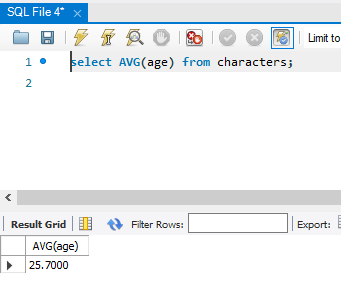 SQL File 4*
Limit to
1 select AVG(age) from characters;
2
Result Grid Filter Rows: Export:
AVG(age)
25.7000